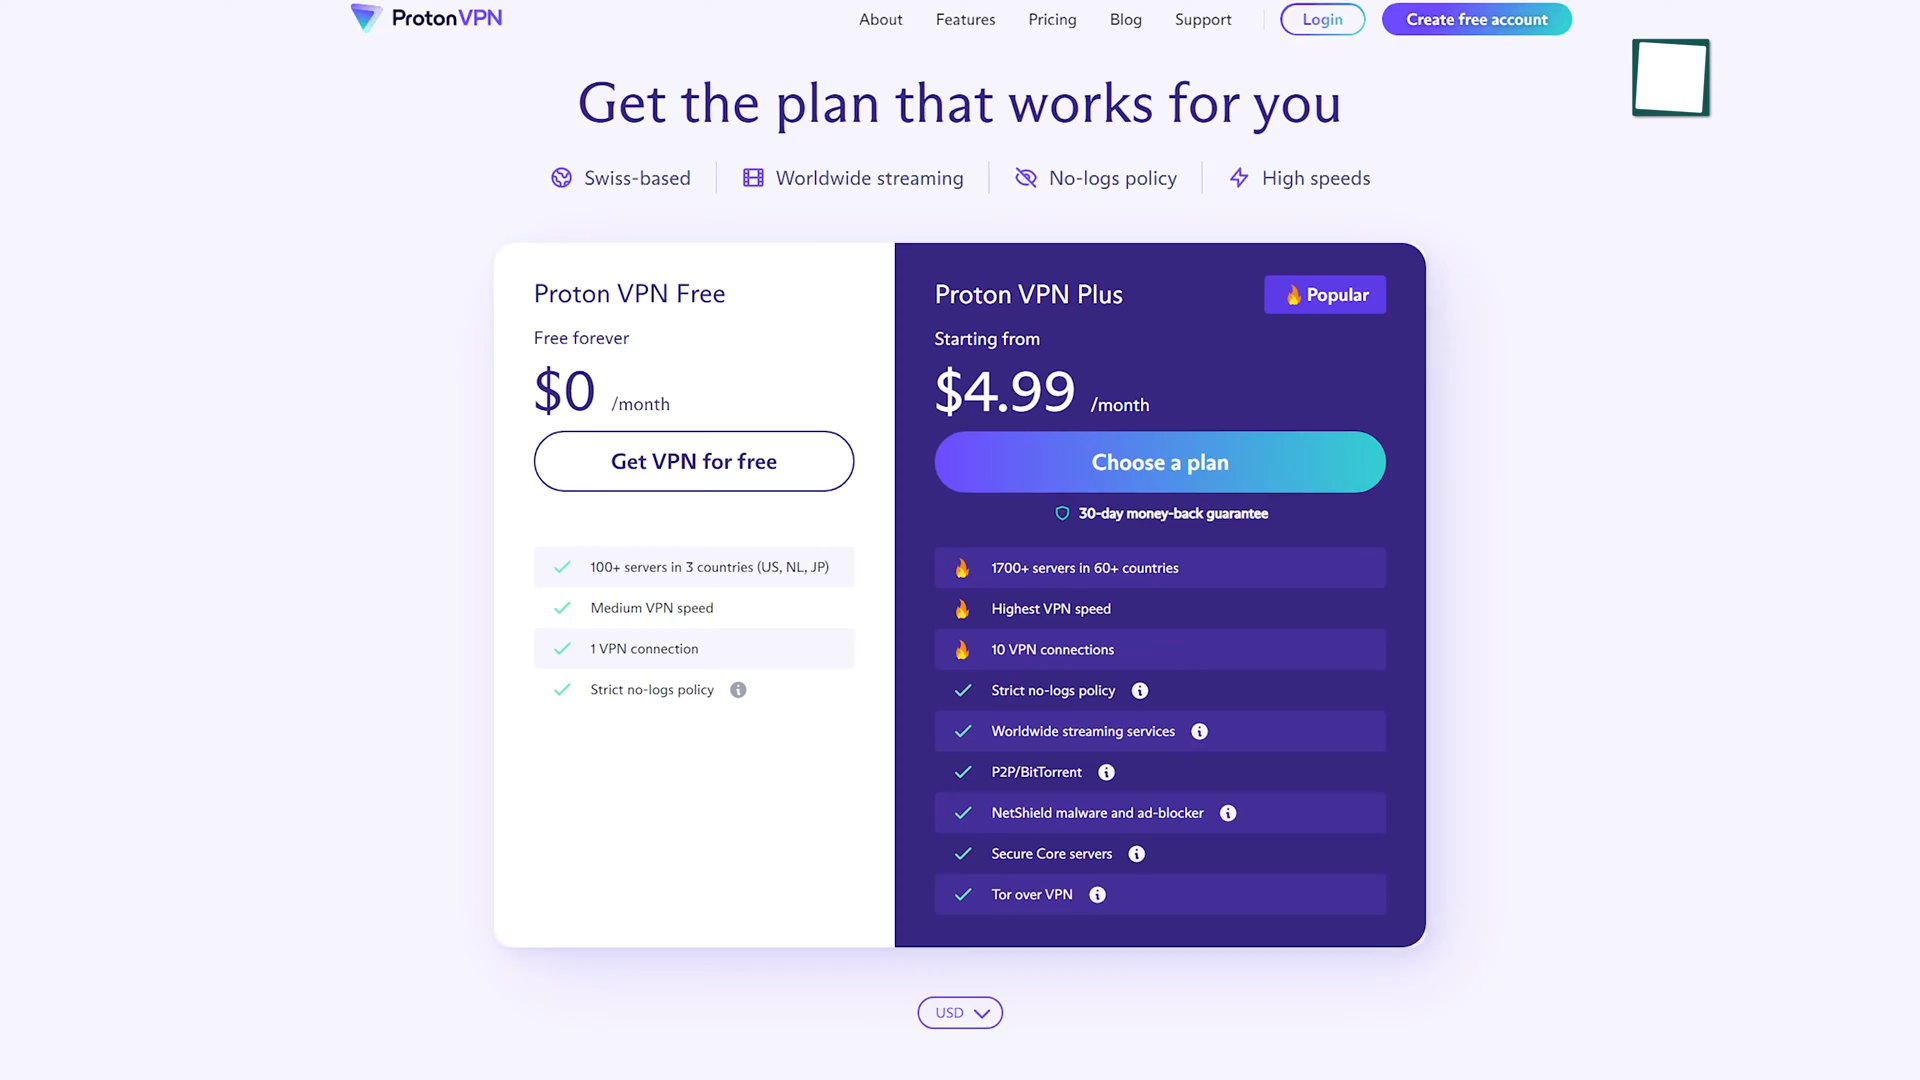 ProtonVPN
About
Features
Pricing
Blog
Support
Login
Create free account
Get the plan that works for you
Swiss-based
Worldwide streaming
No-logs policy
High speeds
Proton VPN Free
Free forever
$0 /month
Get VPN for free
100+ servers in 3 countries (US, NL, JP)
Medium VPN speed
1 VPN connection
Strict no-logs policy
Proton VPN Plus
Popular
Starting from
$4.99 /month
Choose a plan
30-day money-back guarantee
1700+ servers in 60+ countries
Highest VPN speed
10 VPN connections
Strict no-logs policy
Worldwide streaming services
P2P/BitTorrent
NetShield malware and ad-blocker
Secure Core servers
Tor over VPN
USD